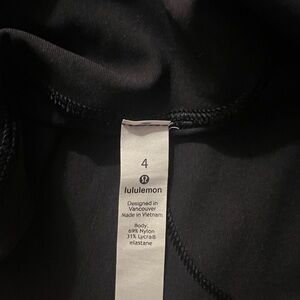 4
lululemon
Designed in
Vancouver
Made in Vietnam
Body:
69% Nylon
31% Lycra®
elastane